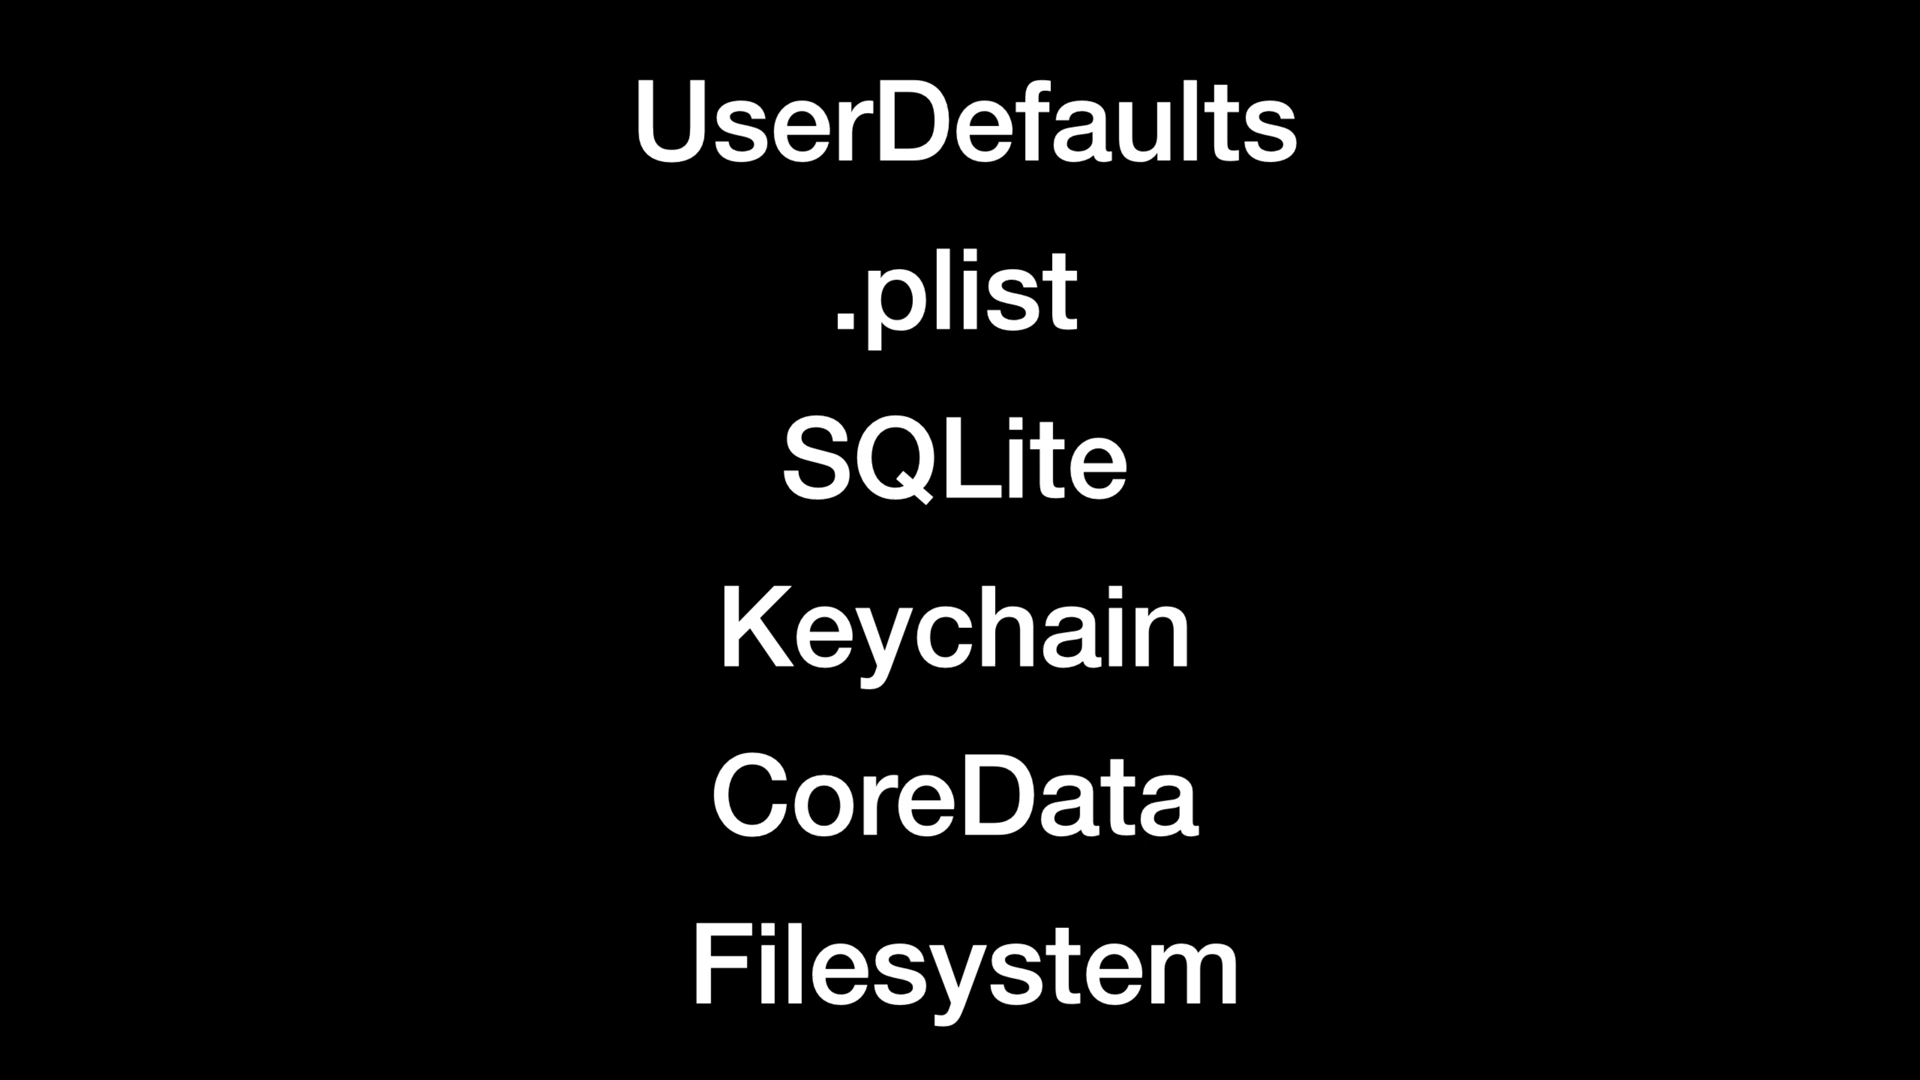 UserDefaults
.plist
SQLite
Keychain
CoreData
Filesystem